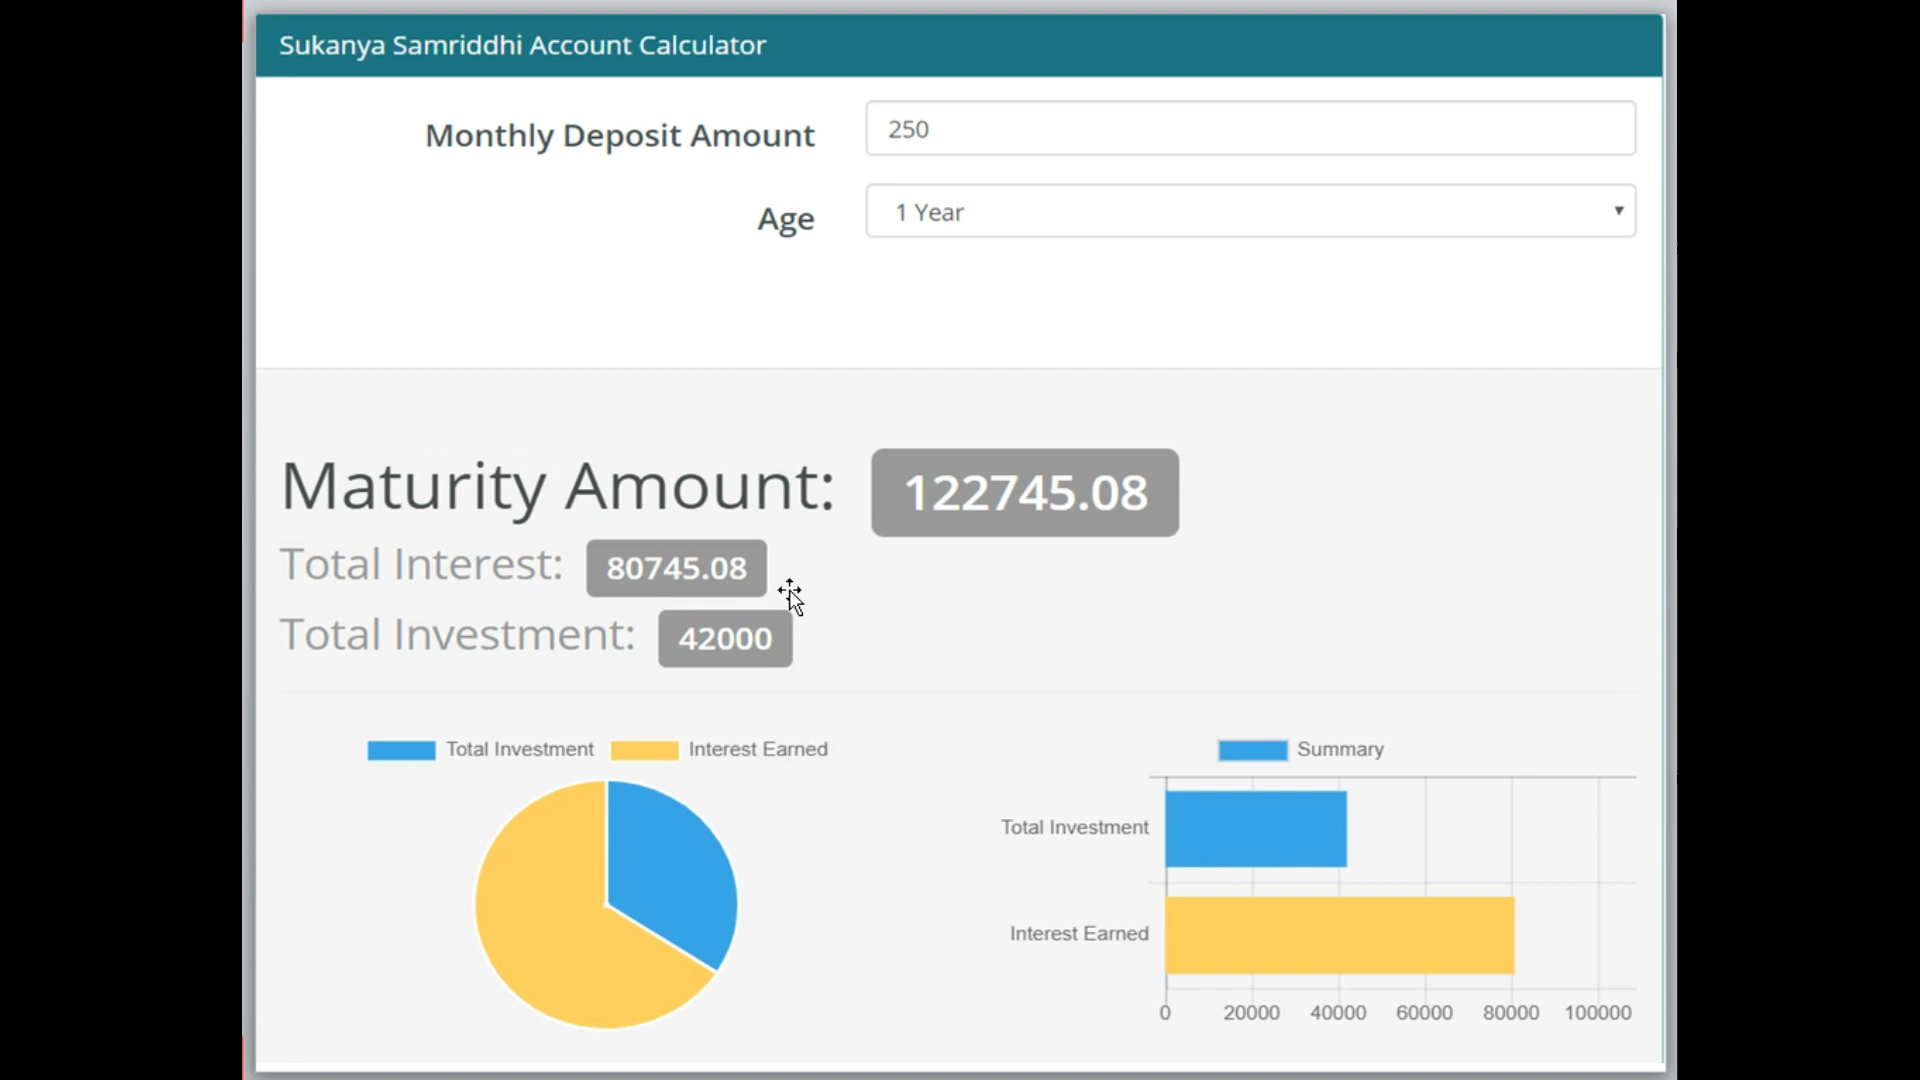 Sukanya Samriddhi Account Calculator
Monthly Deposit Amount 250
Age 1 Year
Maturity Amount: 122745.08
Total Interest: 80745.08
Total Investment: 42000
Total Investment Interest Earned
Summary
Total Investment
Interest Earned
0 20000 40000 60000 80000 100000